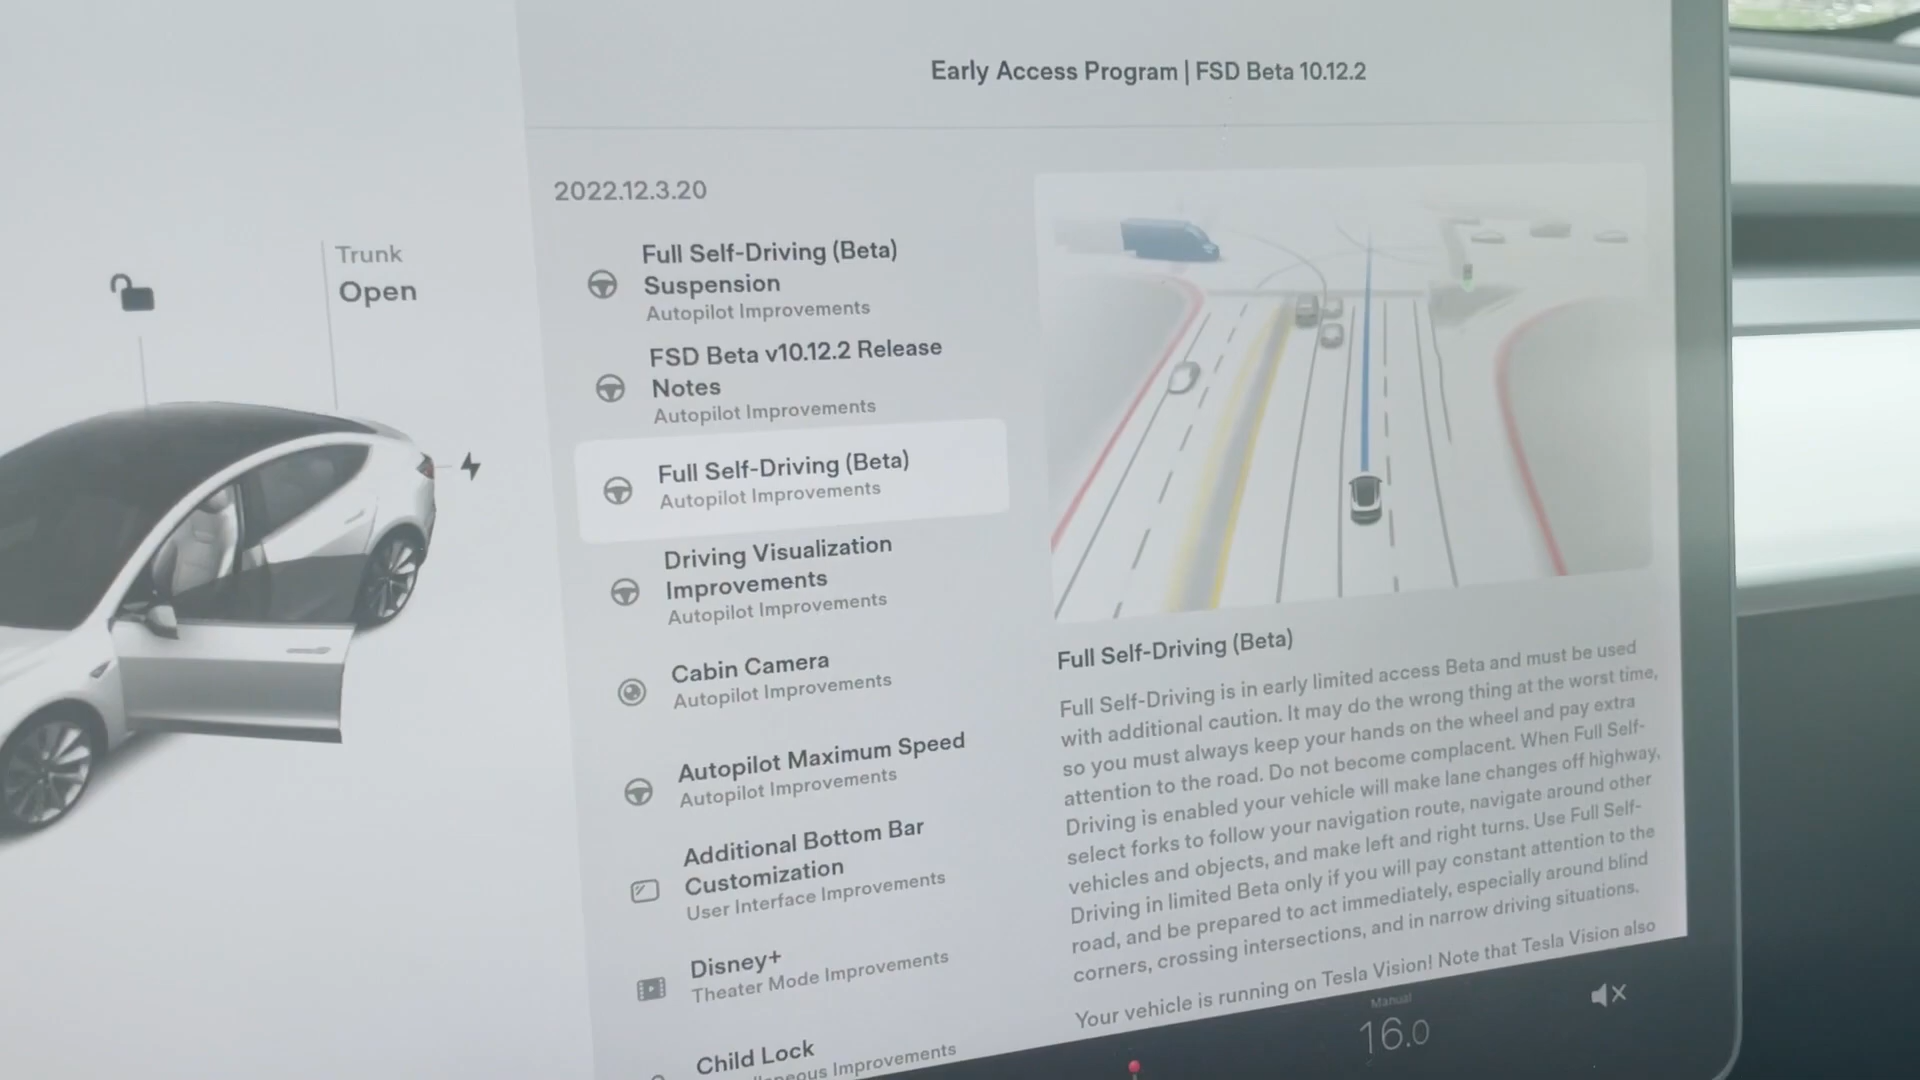 Early Access Program | FSD Beta 10.12.2
Trunk
Open
2022.12.3.20
Full Self-Driving (Beta)
Suspension
Autopilot Improvements
FSD Beta v10.12.2 Release
Notes
Autopilot Improvements
Full Self-Driving (Beta)
Autopilot Improvements
Driving Visualization
Improvements
Autopilot Improvements
Cabin Camera
Autopilot Improvements
Autopilot Maximum Speed
Autopilot Improvements
Additional Bottom Bar
Customization
User Interface Improvements
Disney+
Theater Mode Improvements
Child Lock
Improvements
Full Self-Driving (Beta)
Full Self-Driving is in early limited access Beta and must be used
with additional caution. It may do the wrong thing at the worst time,
so you must always keep your hands on the wheel and pay extra
attention to the road. Do not become complacent. When Full Self-
Driving is enabled your vehicle will make lane changes off highway,
select forks to follow your navigation route, navigate around other
vehicles and objects, and make left and right turns. Use Full Self-
Driving in limited Beta only if you will pay constant attention to the
road, and be prepared to act immediately, especially around blind
corners, crossing intersections, and in narrow driving situations.
Your vehicle is running on Tesla Vision! Note that Tesla Vision also
Manual
16.0